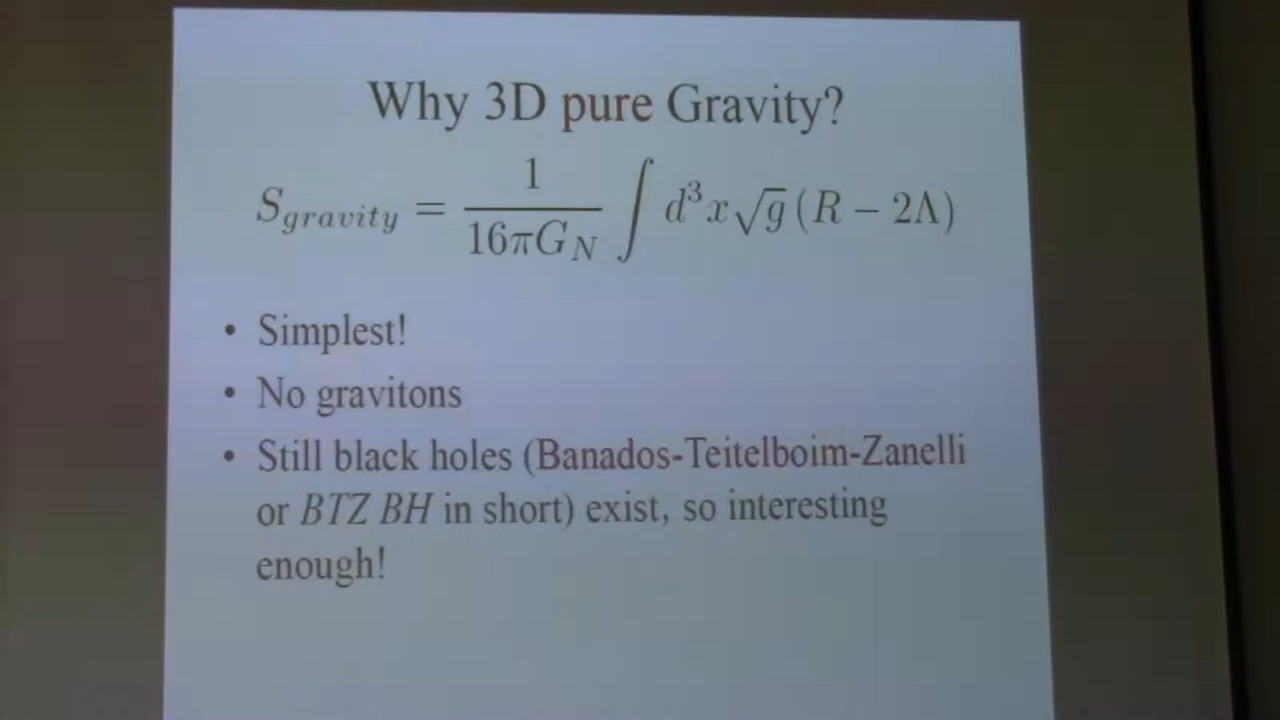 Why 3D pure Gravity?
S_{gravity} = \frac{1}{16\pi G_N} \int d^3x\sqrt{g}(R - 2\Lambda)
• Simplest!
• No gravitons
• Still black holes (Banados-Teitelboim-Zanelli
or BTZ BH in short) exist, so interesting
enough!